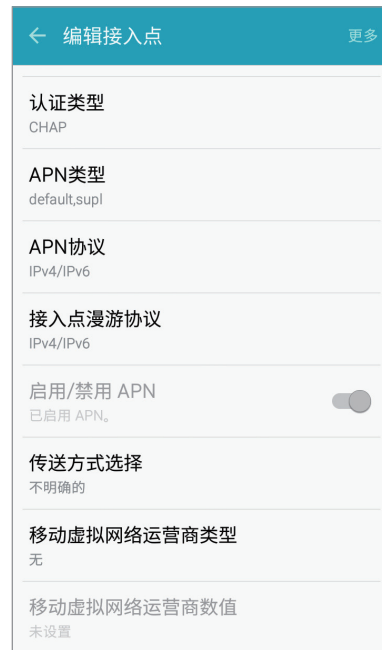 编辑接入点 更多
认证类型
CHAP
APN类型
default,supl
APN协议
IPv4/IPv6
接入点漫游协议
IPv4/IPv6
启用/禁用 APN
已启用 APN。
传送方式选择
不明确的
移动虚拟网络运营商类型
无
移动虚拟网络运营商数值
未设置